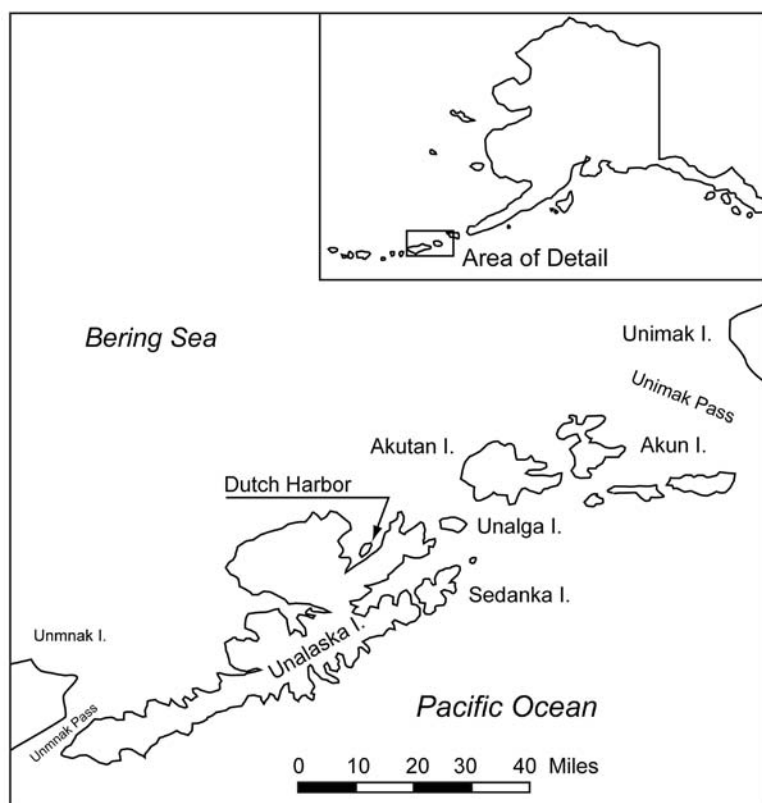 Area of Detail
Bering Sea
Unimak I.
Unimak Pass
Akutan I.
Akun I.
Dutch Harbor
Unalga I.
Sedanka I.
Unmnak I.
Unalaska I.
Unmnak Pass
Pacific Ocean
0 10 20 30 40 Miles